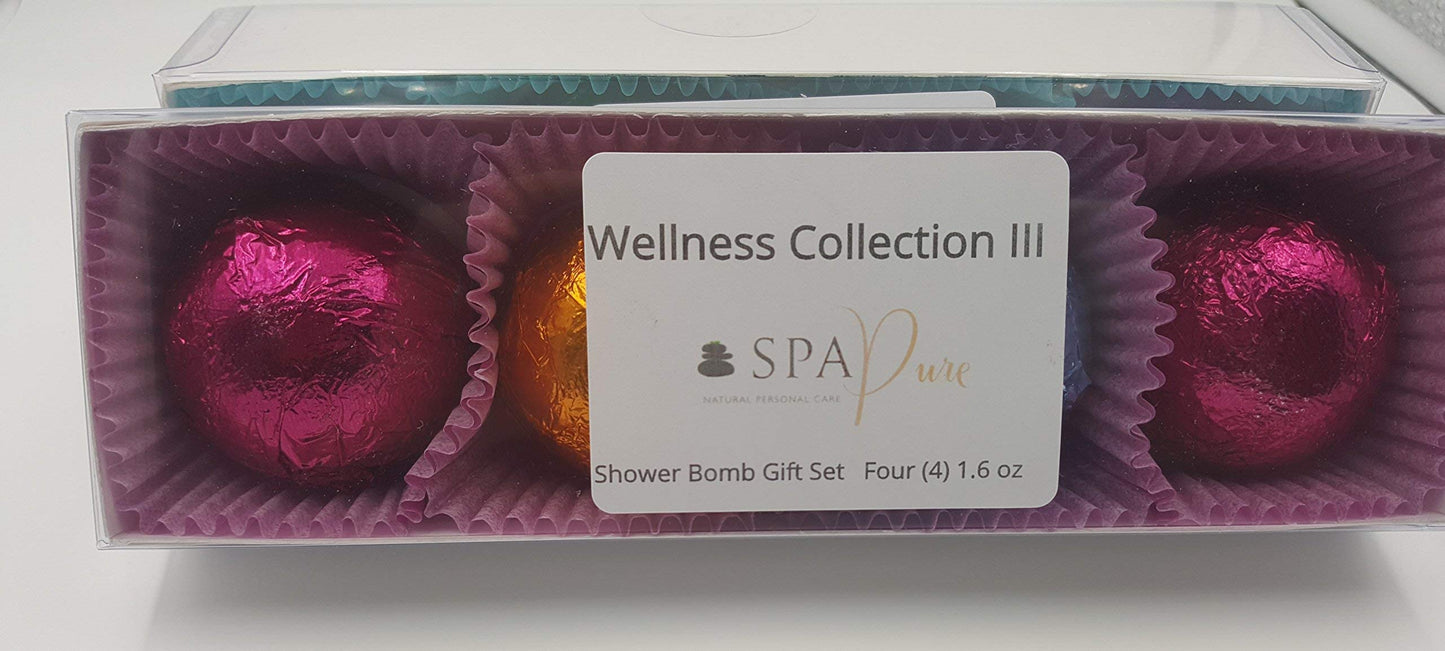 Wellness Collection III
SPA Pure
NATURAL PERSONAL CARE
Shower Bomb Gift Set Four (4) 1.6 oz